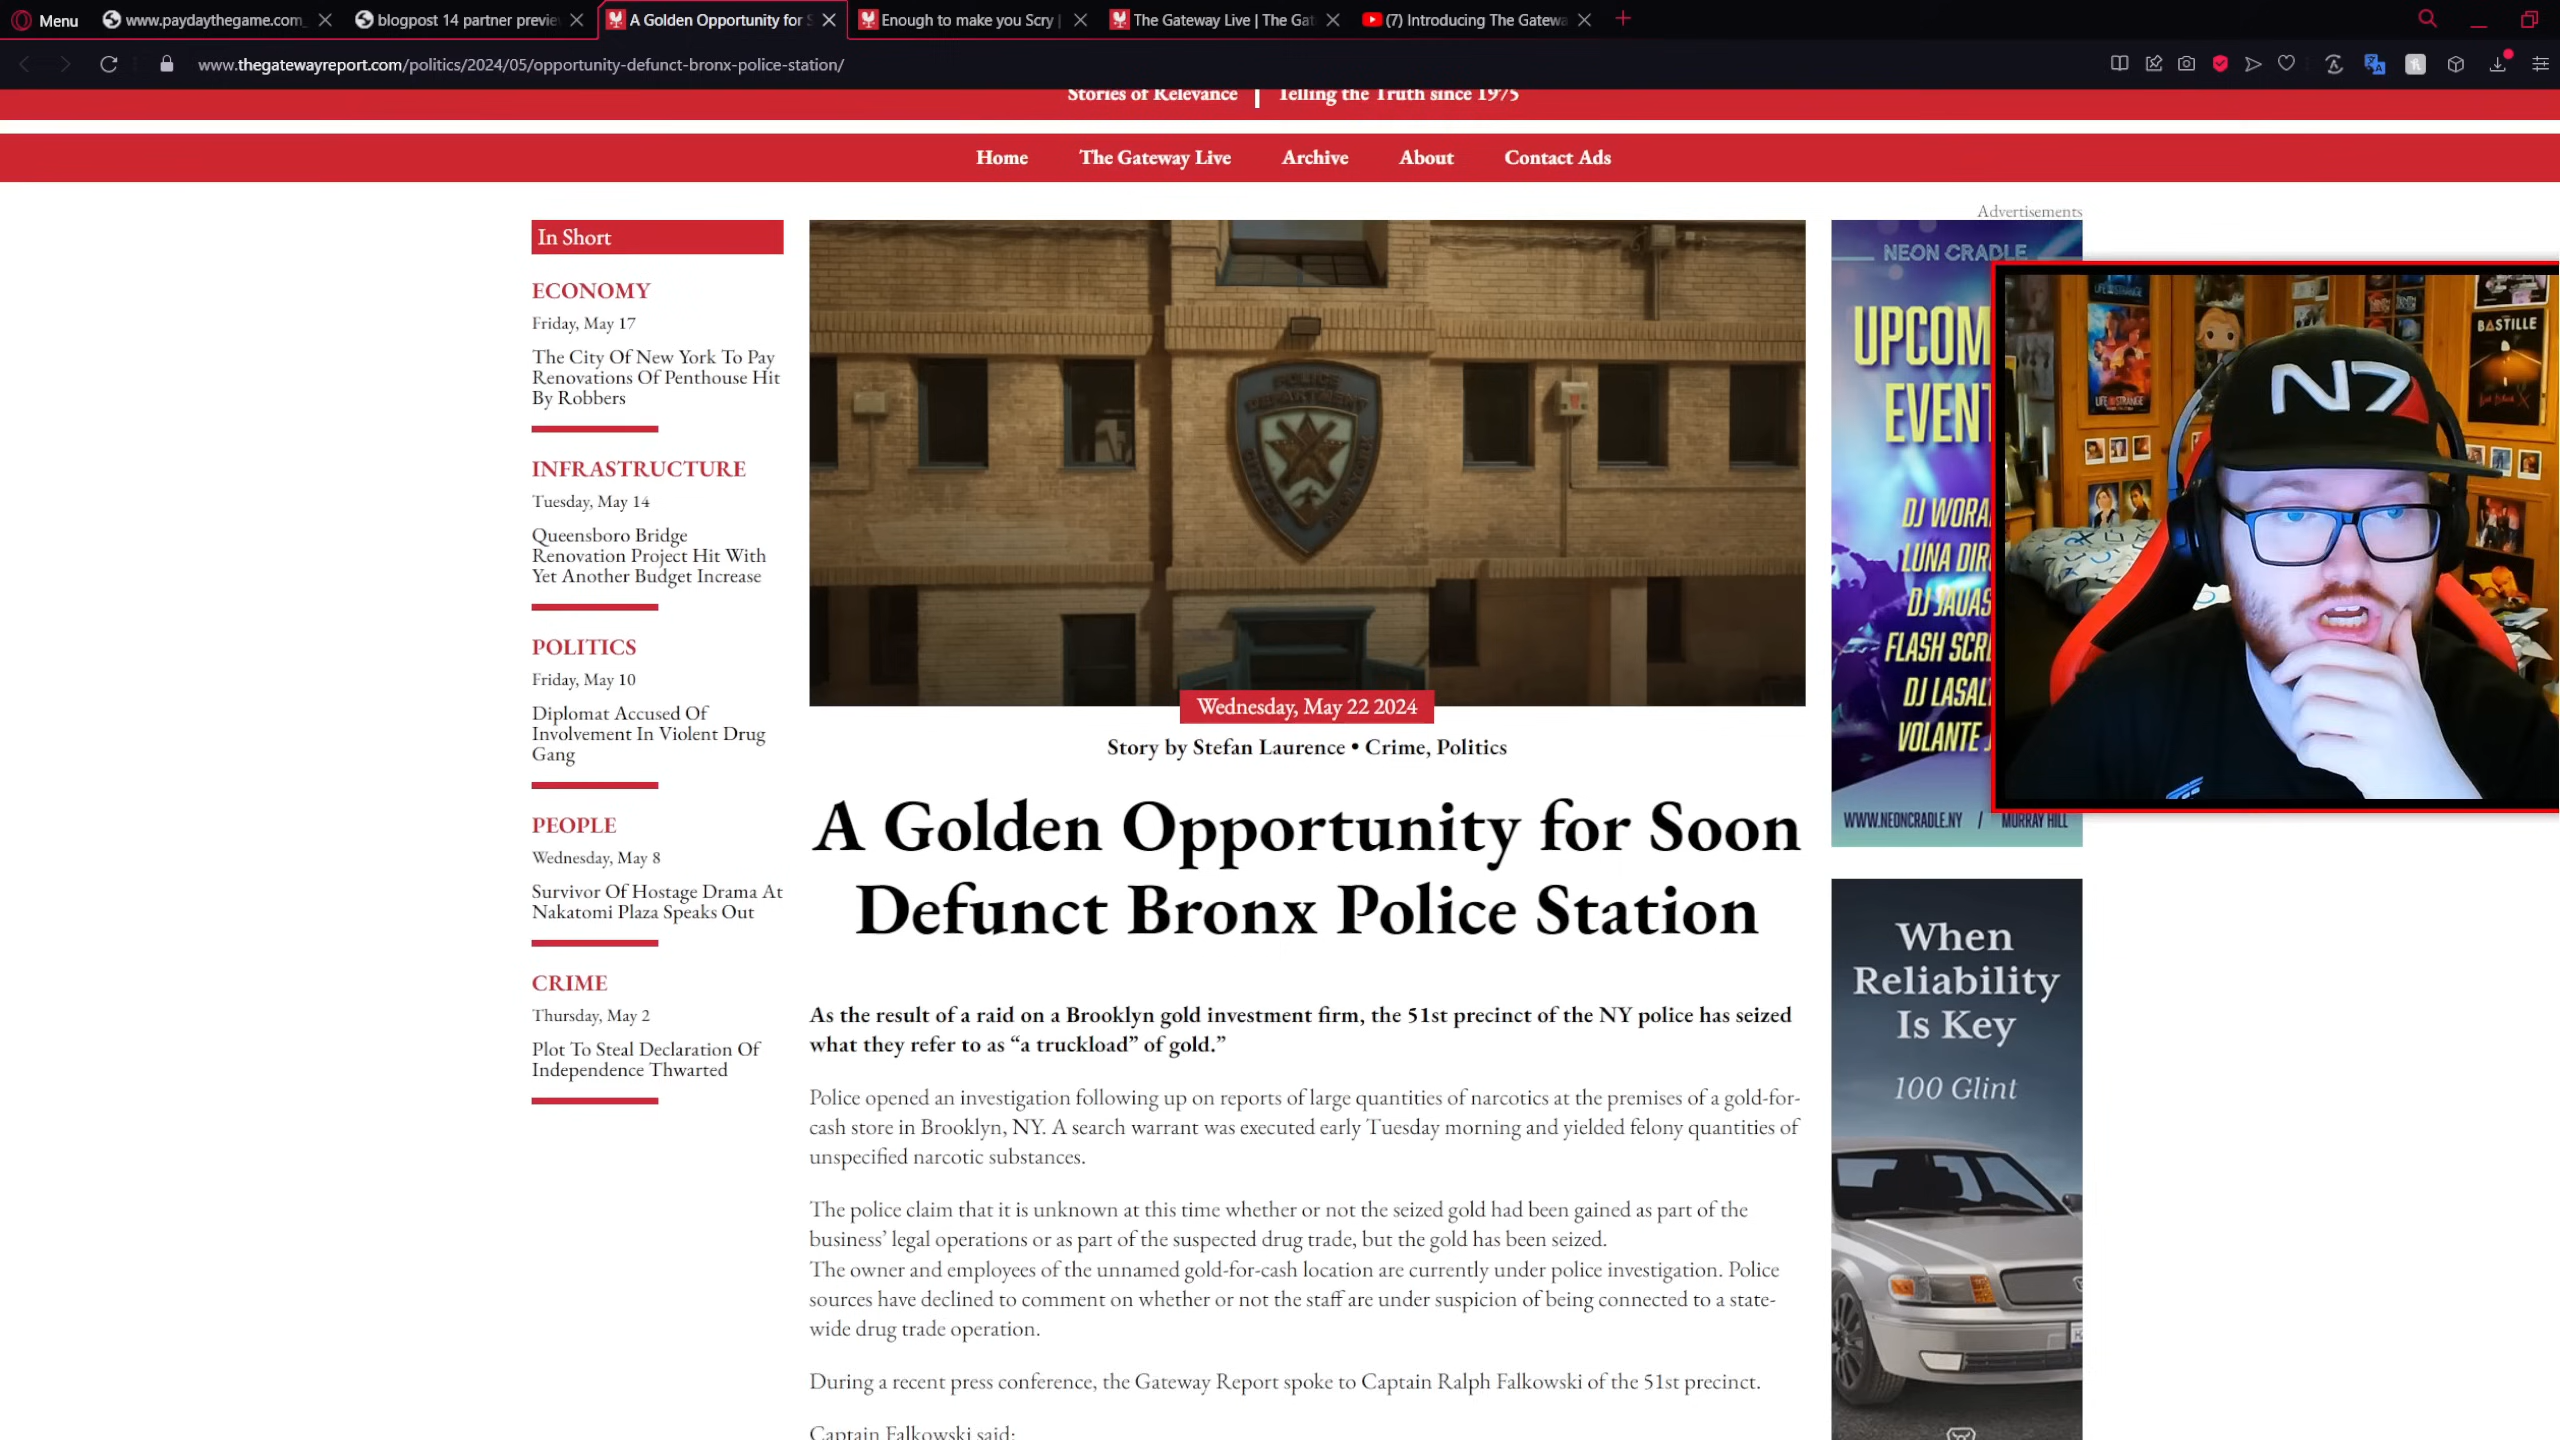 Menu
www.paydaythegame.com
blogpost 14 partner previe
A Golden Opportunity for S
Enough to make you Scry |
The Gateway Live | The Gat
(7) Introducing The Gatewa
www.thegatewayreport.com/politics/2024/05/opportunity-defunct-bronx-police-station/
Stories of Relevance | Telling the Truth since 1975
Home The Gateway Live Archive About Contact Ads
In Short
ECONOMY
Friday, May 17
The City Of New York To Pay
Renovations Of Penthouse Hit
By Robbers
INFRASTRUCTURE
Tuesday, May 14
Queensboro Bridge
Renovation Project Hit With
Yet Another Budget Increase
POLITICS
Friday, May 10
Diplomat Accused Of
Involvement In Violent Drug
Gang
PEOPLE
Wednesday, May 8
Survivor Of Hostage Drama At
Nakatomi Plaza Speaks Out
CRIME
Thursday, May 2
Plot To Steal Declaration Of
Independence Thwarted
POLICE
DEPARTMENT
Wednesday, May 22 2024
Story by Stefan Laurence • Crime, Politics
A Golden Opportunity for Soon
Defunct Bronx Police Station
As the result of a raid on a Brooklyn gold investment firm, the 51st precinct of the NY police has seized
what they refer to as “a truckload” of gold.”
Police opened an investigation following up on reports of large quantities of narcotics at the premises of a gold-for-
cash store in Brooklyn, NY. A search warrant was executed early Tuesday morning and yielded felony quantities of
unspecified narcotic substances.
The police claim that it is unknown at this time whether or not the seized gold had been gained as part of the
business’ legal operations or as part of the suspected drug trade, but the gold has been seized.
The owner and employees of the unnamed gold-for-cash location are currently under police investigation. Police
sources have declined to comment on whether or not the staff are under suspicion of being connected to a state-
wide drug trade operation.
During a recent press conference, the Gateway Report spoke to Captain Ralph Falkowski of the 51st precinct.
Captain Falkowski said:
Advertisements
NEON CRADLE
UPCOM
EVENT
DJ WORA
LUNA DIR
DJ JAUAS
FLASH SCRE
DJ LASAL
VOLANTE
WWW.NEONCRADLE.NY / MURRAY HILL
When
Reliability
Is Key
100 Glint
N7
BASTILLE
LIFE IS STRANGE